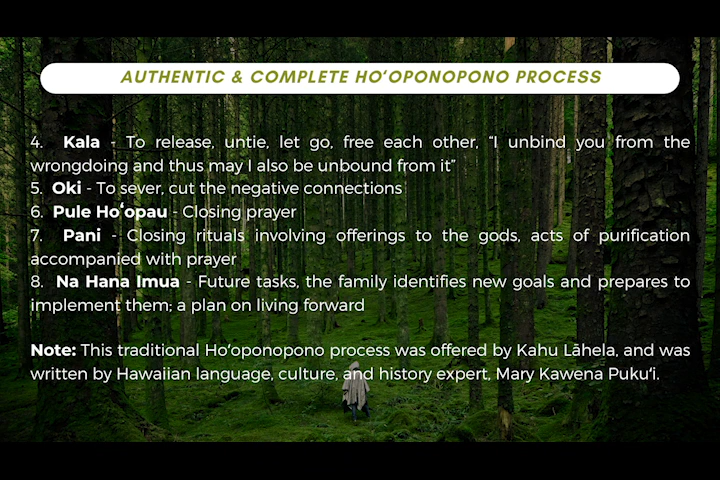 AUTHENTIC & COMPLETE HOʻOPONOPONO PROCESS
4. Kala - To release, untie, let go, free each other, “I unbind you from the
wrongdoing and thus may I also be unbound from it”
5. Oki - To sever, cut the negative connections
6. Pule Hoʻopau - Closing prayer
7. Pani - Closing rituals involving offerings to the gods, acts of purification
accompanied with prayer
8. Na Hana Imua - Future tasks, the family identifies new goals and prepares to
implement them; a plan on living forward
Note: This traditional Hoʻoponopono process was offered by Kahu Lāhela, and was
written by Hawaiian language, culture, and history expert, Mary Kawena Pukuʻi.